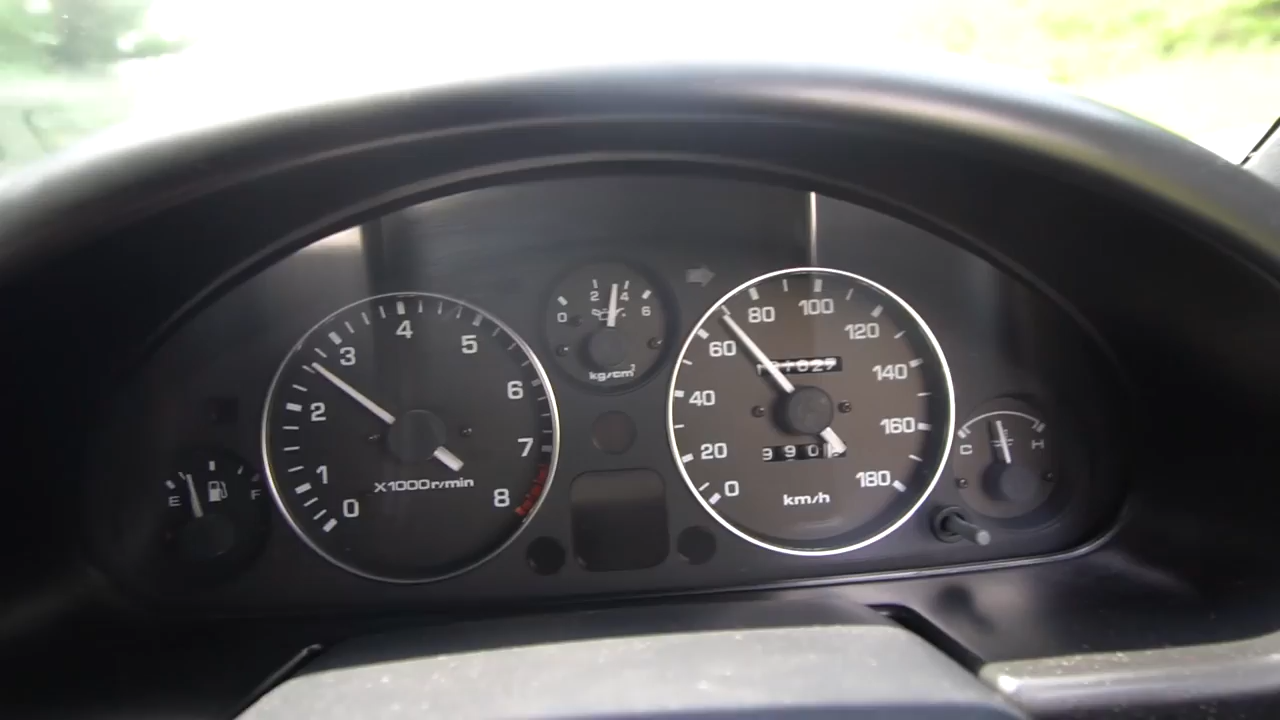 0 1 2 3 4 5 6 7 8
X1000r/min
E F
0 2 4 6
kg/cm²
0 20 40 60 80 100 120 140 160 180
km/h
C H